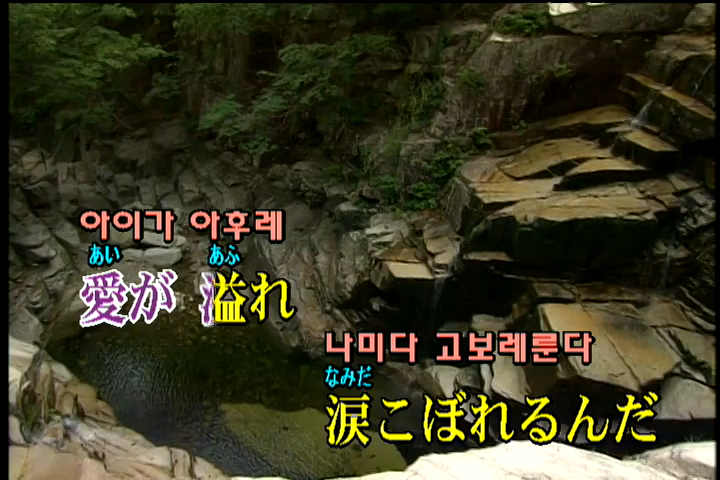 아이가 아후레
あい あふ
愛が 溢れ
나미다 고보레룬다
なみだ
涙こぼれるんだ